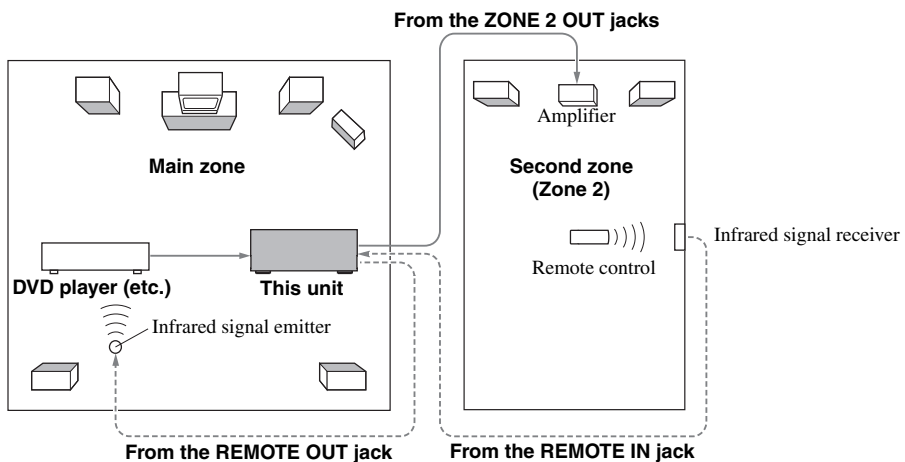 From the ZONE 2 OUT jacks
Amplifier
Main zone
Second zone
(Zone 2)
Infrared signal receiver
Remote control
DVD player (etc.)
This unit
Infrared signal emitter
From the REMOTE OUT jack
From the REMOTE IN jack